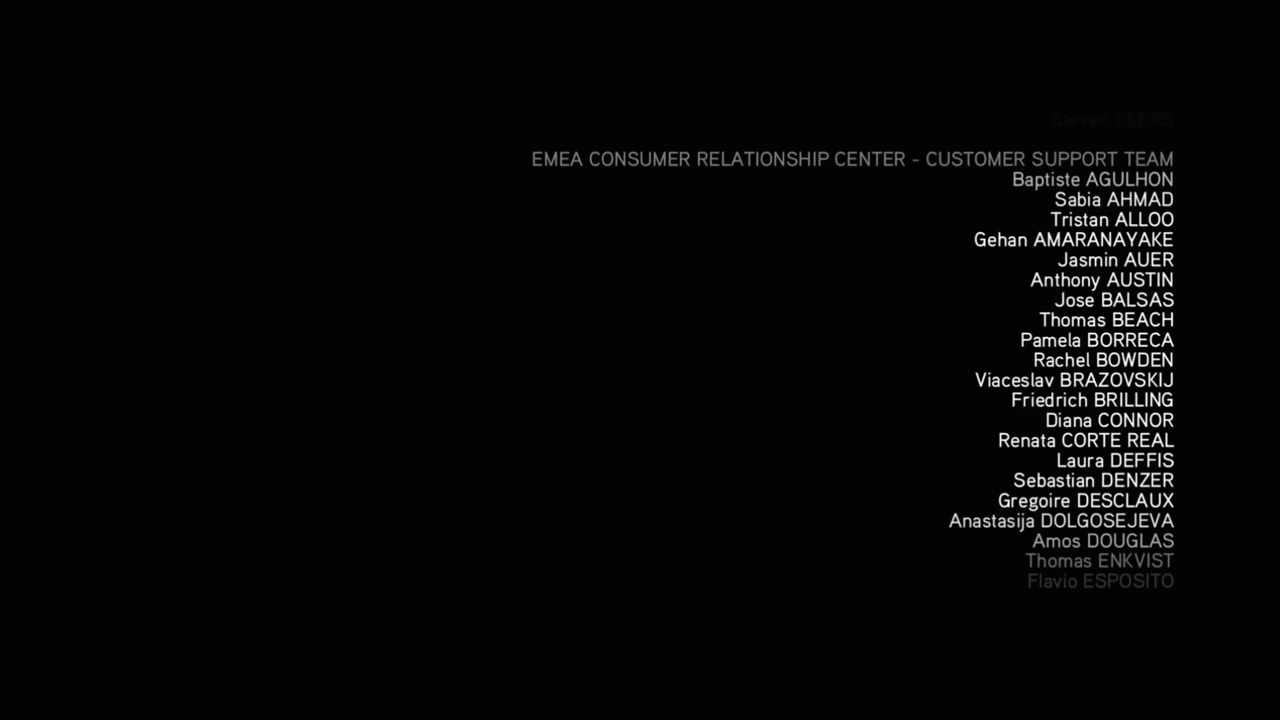 Steven LEERS
EMEA CONSUMER RELATIONSHIP CENTER - CUSTOMER SUPPORT TEAM
Baptiste AGULHON
Sabia AHMAD
Tristan ALLOO
Gehan AMARANAYAKE
Jasmin AUER
Anthony AUSTIN
Jose BALSAS
Thomas BEACH
Pamela BORRECA
Rachel BOWDEN
Viaceslav BRAZOVSKIJ
Friedrich BRILLING
Diana CONNOR
Renata CORTE REAL
Laura DEFFIS
Sebastian DENZER
Gregoire DESCLAUX
Anastasija DOLGOSEJEVA
Amos DOUGLAS
Thomas ENKVIST
Flavio ESPOSITO